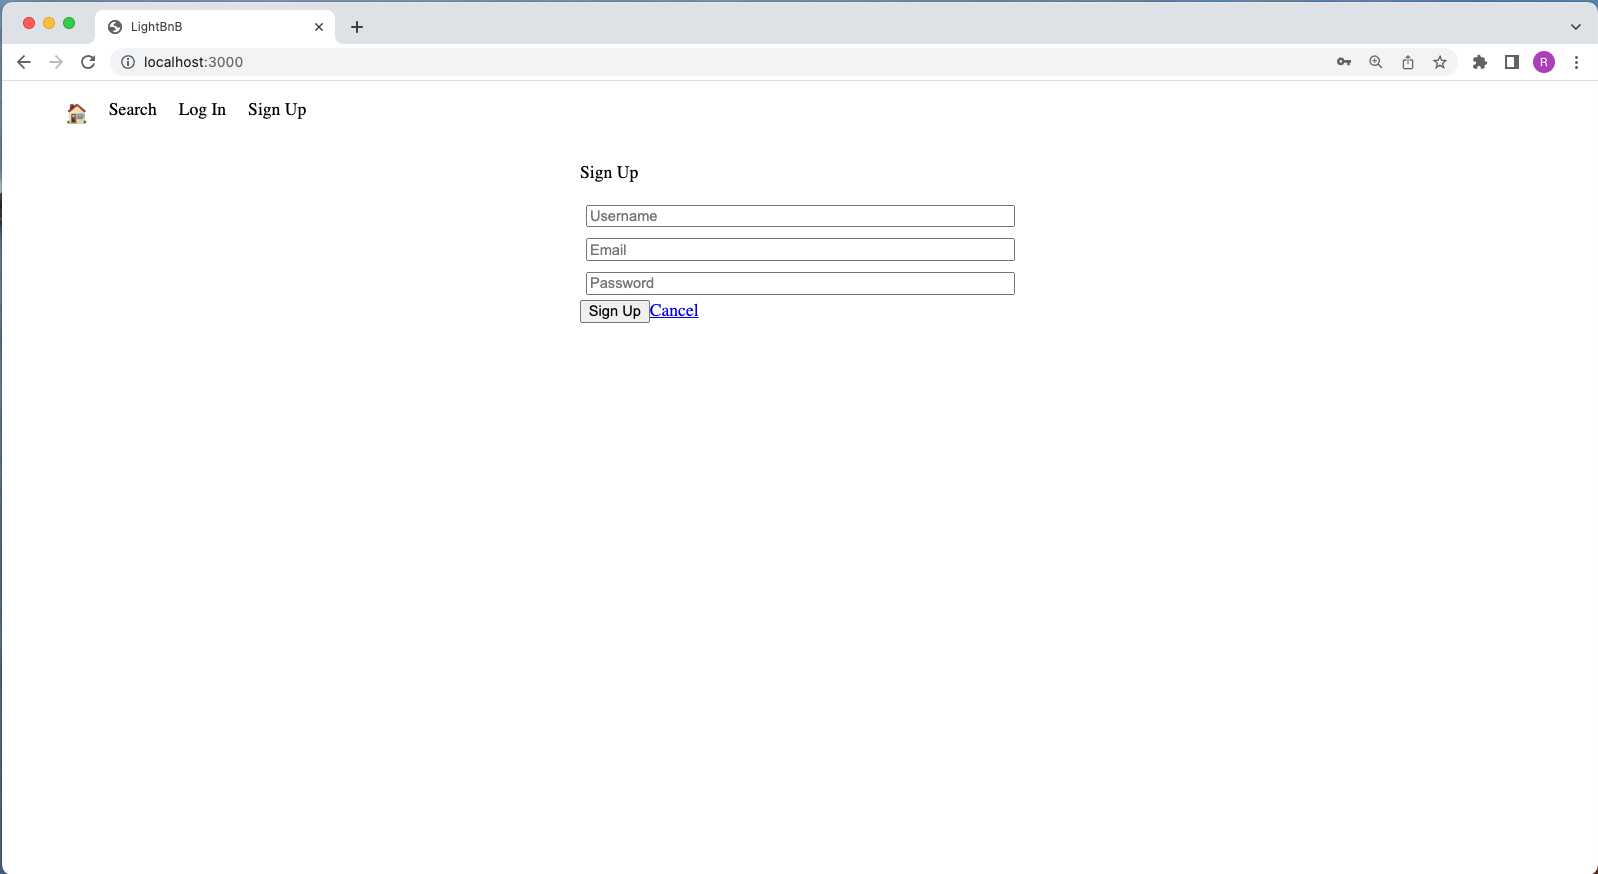 LightBnB
localhost:3000
R
Search Log In Sign Up
Sign Up
Username
Email
Password
Sign Up Cancel